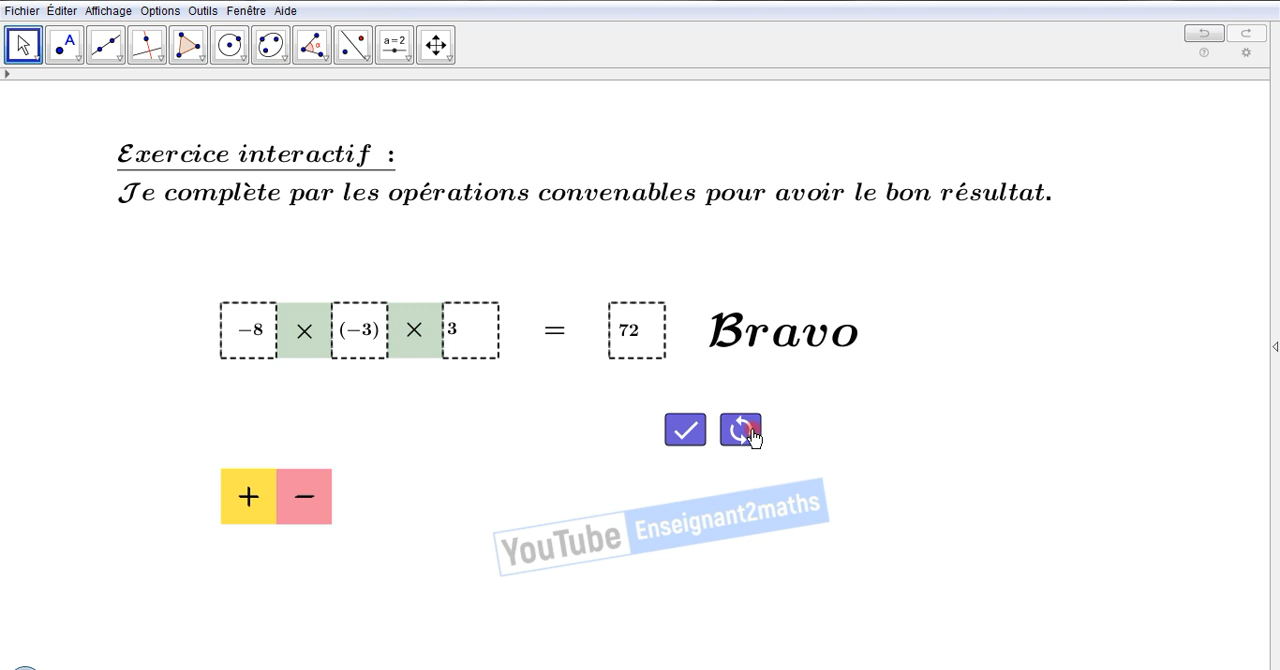 Fichier Éditer Affichage Options Outils Fenêtre Aide
A α a=2
Exercice interactif :
Je complète par les opérations convenables pour avoir le bon résultat.
−8 × (−3) × 3 = 72 Bravo
+ −
YouTube Enseignant2maths